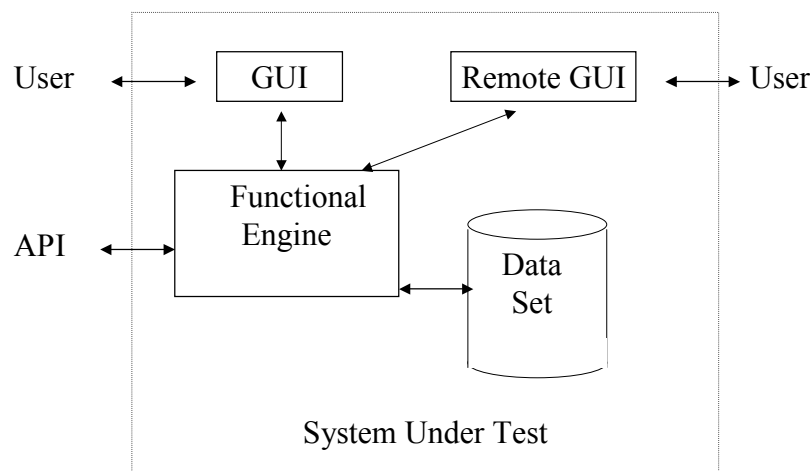 User
GUI
Remote GUI
User
Functional
Engine
API
Data
Set
System Under Test